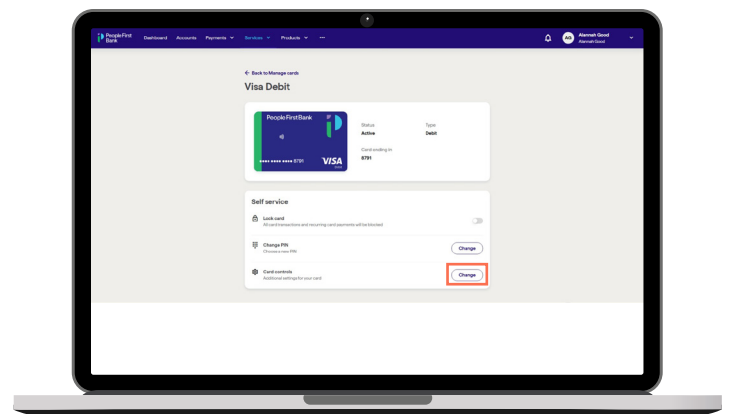 People First
Bank
Dashboard Accounts Payments Services Products ...
AG
Alannah Good
Alannah Good
← Back to Manage cards
Visa Debit
People First Bank
•••• •••• •••• 8791
VISA
Debit
Status
Active
Type
Debit
Card ending in
8791
Self service
Lock card
All card transactions and recurring card payments will be blocked
Change PIN
Choose a new PIN
Change
Card controls
Additional settings for your card
Change